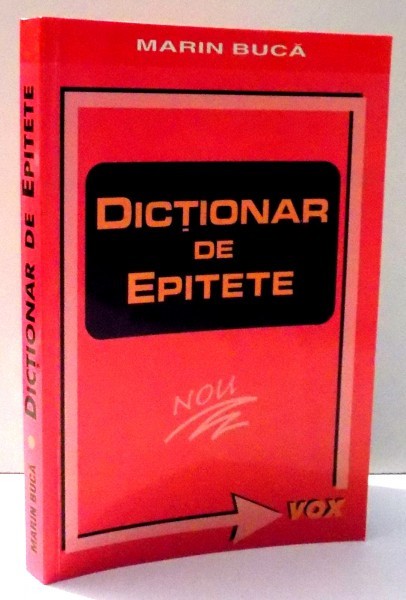 MARIN BUCĂ
DICȚIONAR
DE
EPITETE
NOU
VOX
MARIN BUCĂ • DICȚIONAR DE EPITETE